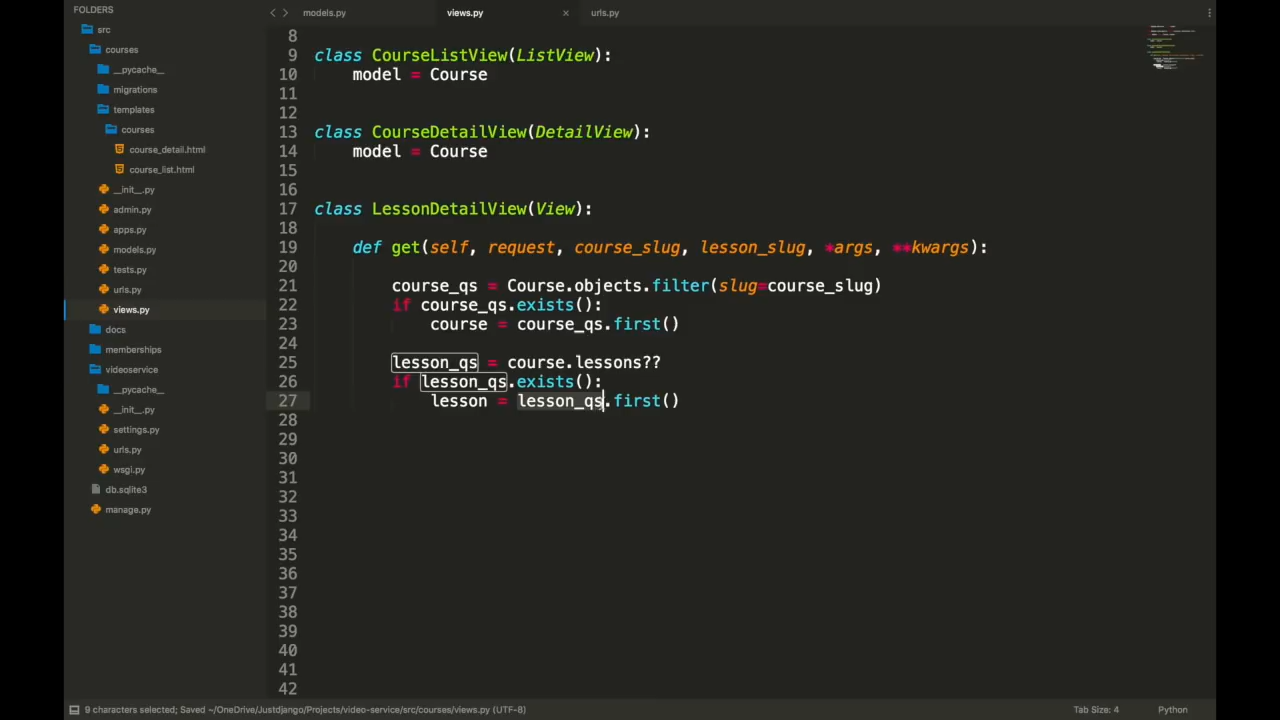 FOLDERS
src
courses
__pycache__
migrations
templates
courses
course_detail.html
course_list.html
__init__.py
admin.py
apps.py
models.py
tests.py
urls.py
views.py
docs
memberships
videoservice
__pycache__
__init__.py
settings.py
urls.py
wsgi.py
db.sqlite3
manage.py
models.py
views.py ×
urls.py
8
9 class CourseListView(ListView):
10     model = Course
11
12
13 class CourseDetailView(DetailView):
14     model = Course
15
16
17 class LessonDetailView(View):
18
19     def get(self, request, course_slug, lesson_slug, *args, **kwargs):
20
21         course_qs = Course.objects.filter(slug=course_slug)
22         if course_qs.exists():
23             course = course_qs.first()
24
25         lesson_qs = course.lessons??
26         if lesson_qs.exists():
27             lesson = lesson_qs.first()
28
29
30
31
32
33
34
35
36
37
38
39
40
41
42
9 characters selected; Saved ~/OneDrive/Justdjango/Projects/video-service/src/courses/views.py (UTF-8)
Tab Size: 4
Python